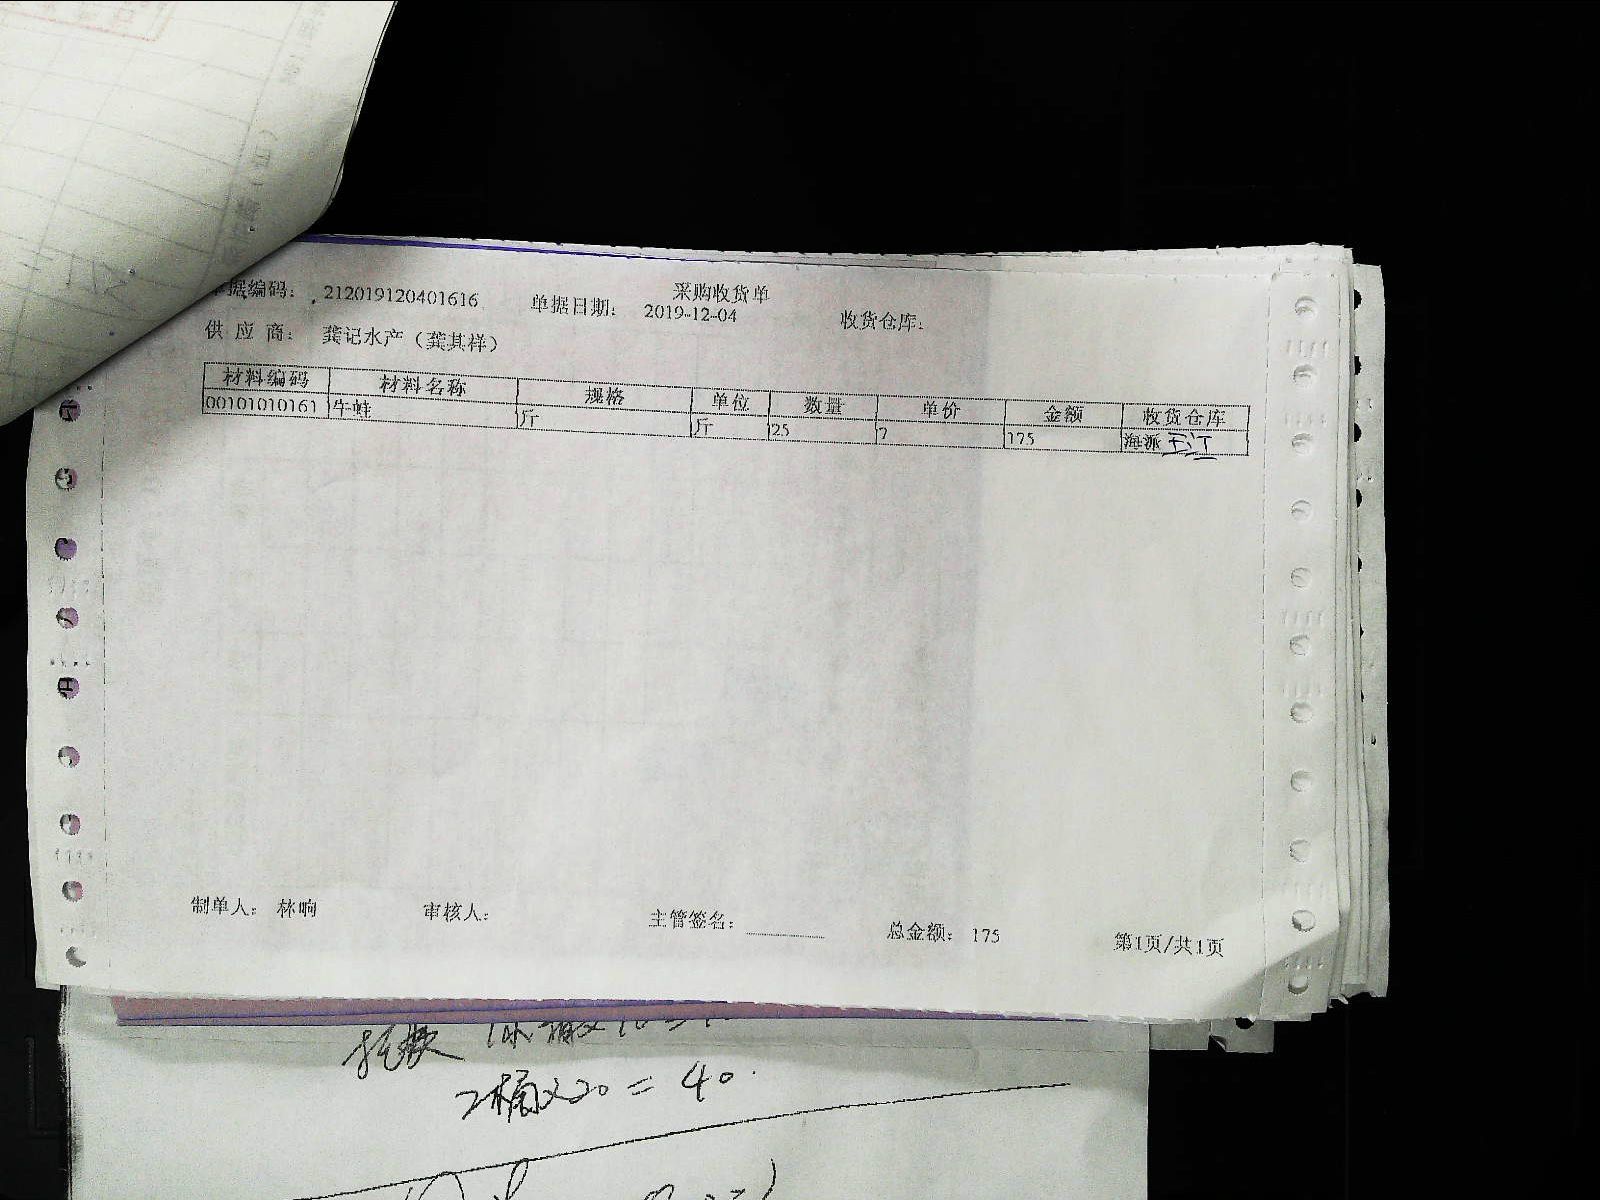 采购收货单
单据编码: 212019120401616 单据日期: 2019-12-04 收货仓库:
供 应 商: 龚记水产（龚其祥）
材料编码 材料名称 规格 单位 数量 单价 金额 收货仓库
00101010161 牛蛙 斤 斤 25 7 175 海派
制单人: 林响 审核人: 主管签名: 总金额: 175 第1页/共1页
2桶×20=40.